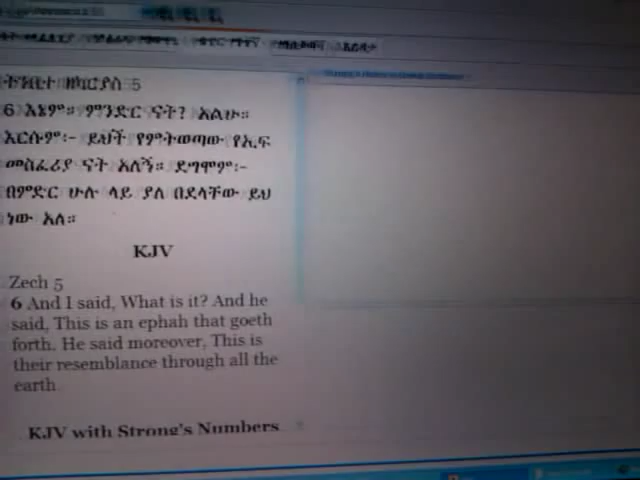 ትንቢተ ዘካርያስ 5
6 እኔም። ምንድር ናት? አልሁ።
እርሱም፡- ይህች የምትወጣው የኢፍ
መስፈሪያ ናት አለኝ። ደግሞም፡-
በምድር ሁሉ ላይ ያለ በደላቸው ይህ
ነው አለ።
KJV
Zech 5
6 And I said, What is it? And he
said, This is an ephah that goeth
forth. He said moreover, This is
their resemblance through all the
earth.
KJV with Strong's Numbers